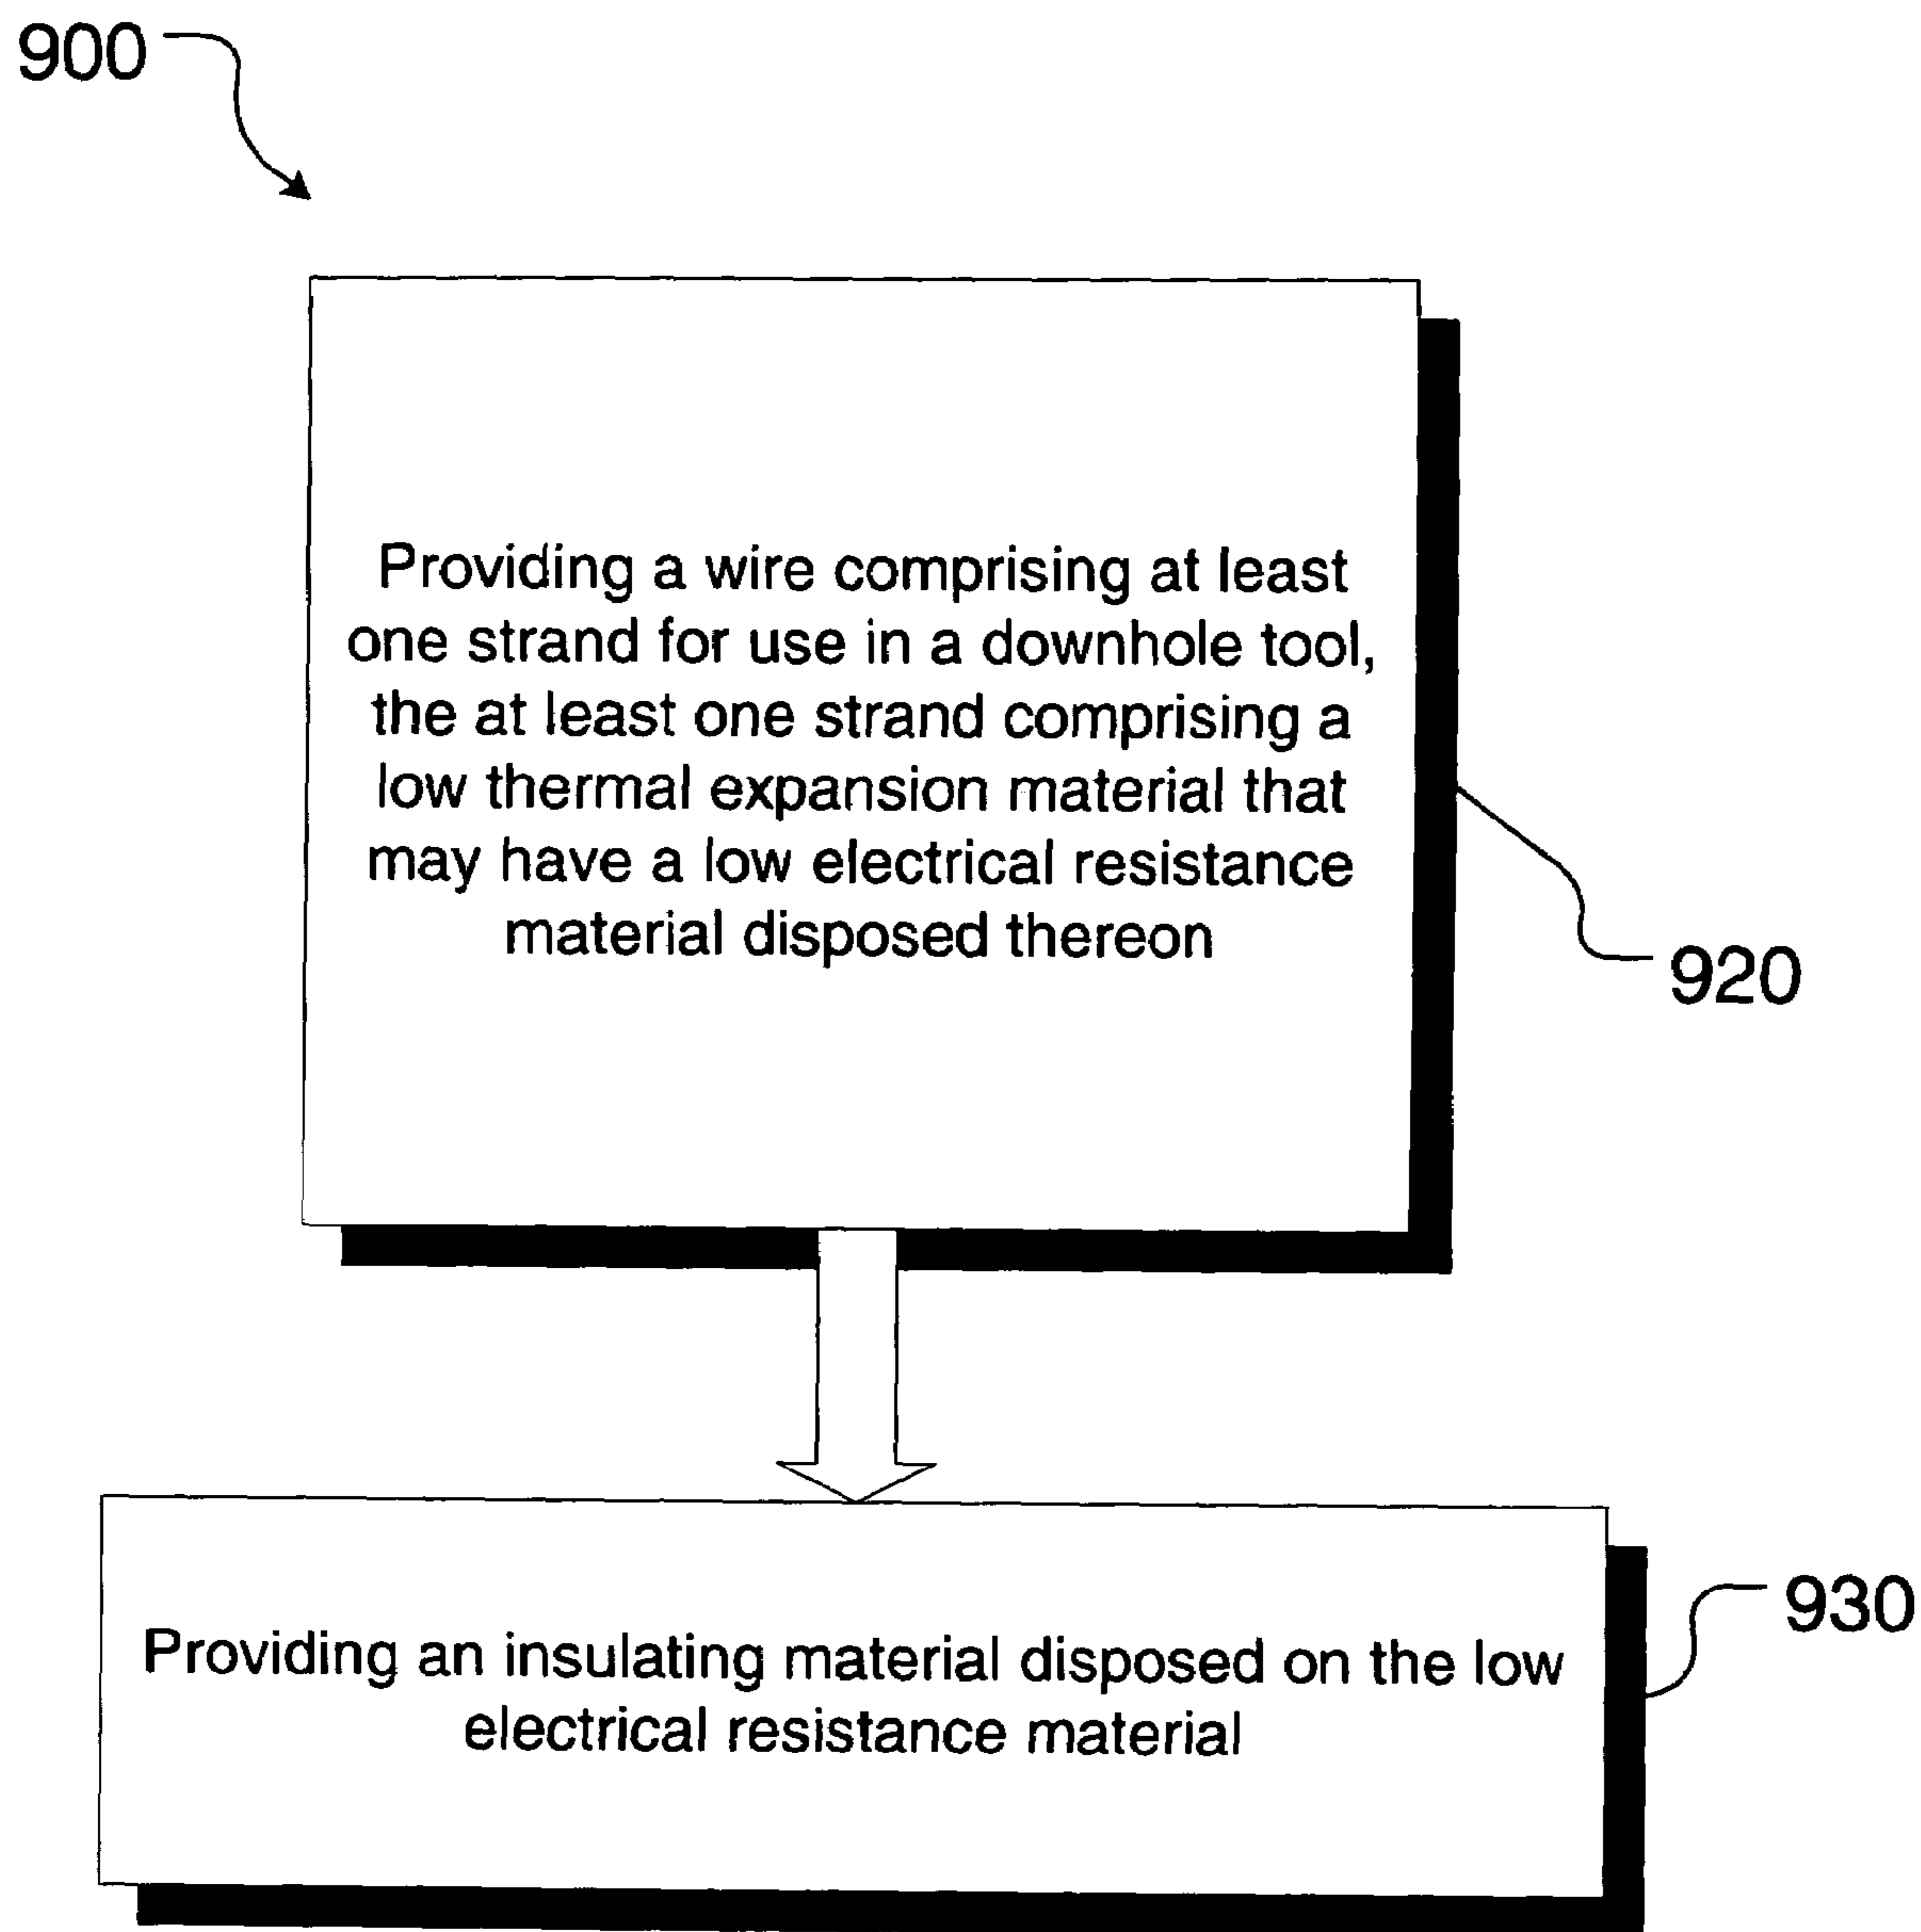 900
Providing a wire comprising at least
one strand for use in a downhole tool,
the at least one strand comprising a
low thermal expansion material that
may have a low electrical resistance
material disposed thereon
920
Providing an insulating material disposed on the low
electrical resistance material
930